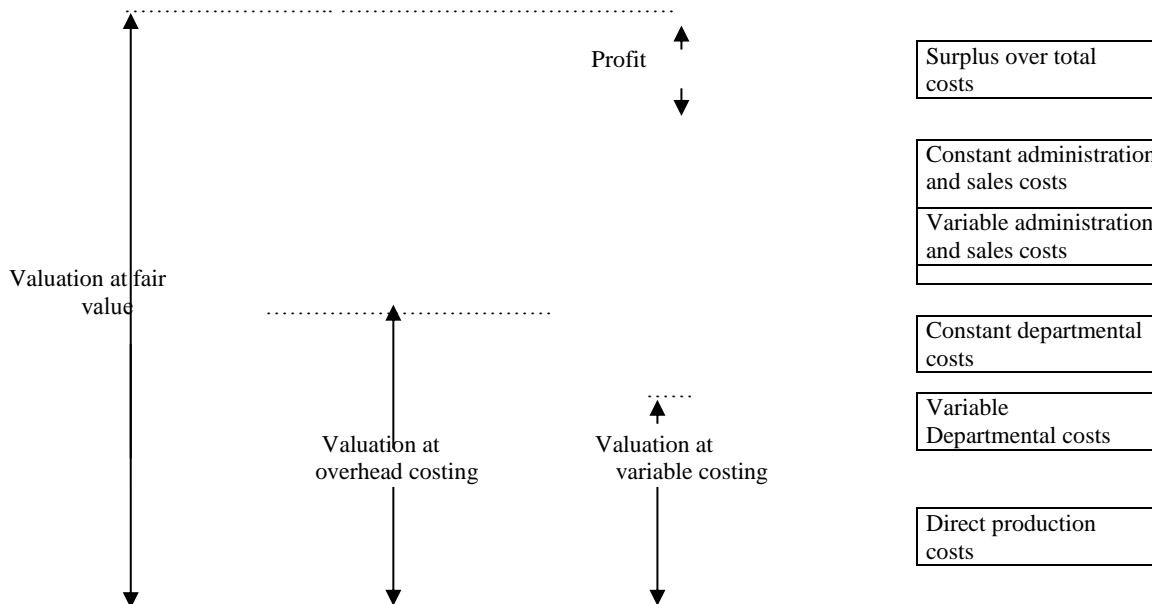 Profit
Surplus over total
costs
Constant administration
and sales costs
Variable administration
and sales costs
Valuation at fair
value
Constant departmental
costs
Variable
Departmental costs
Valuation at
overhead costing
Valuation at
variable costing
Direct production
costs